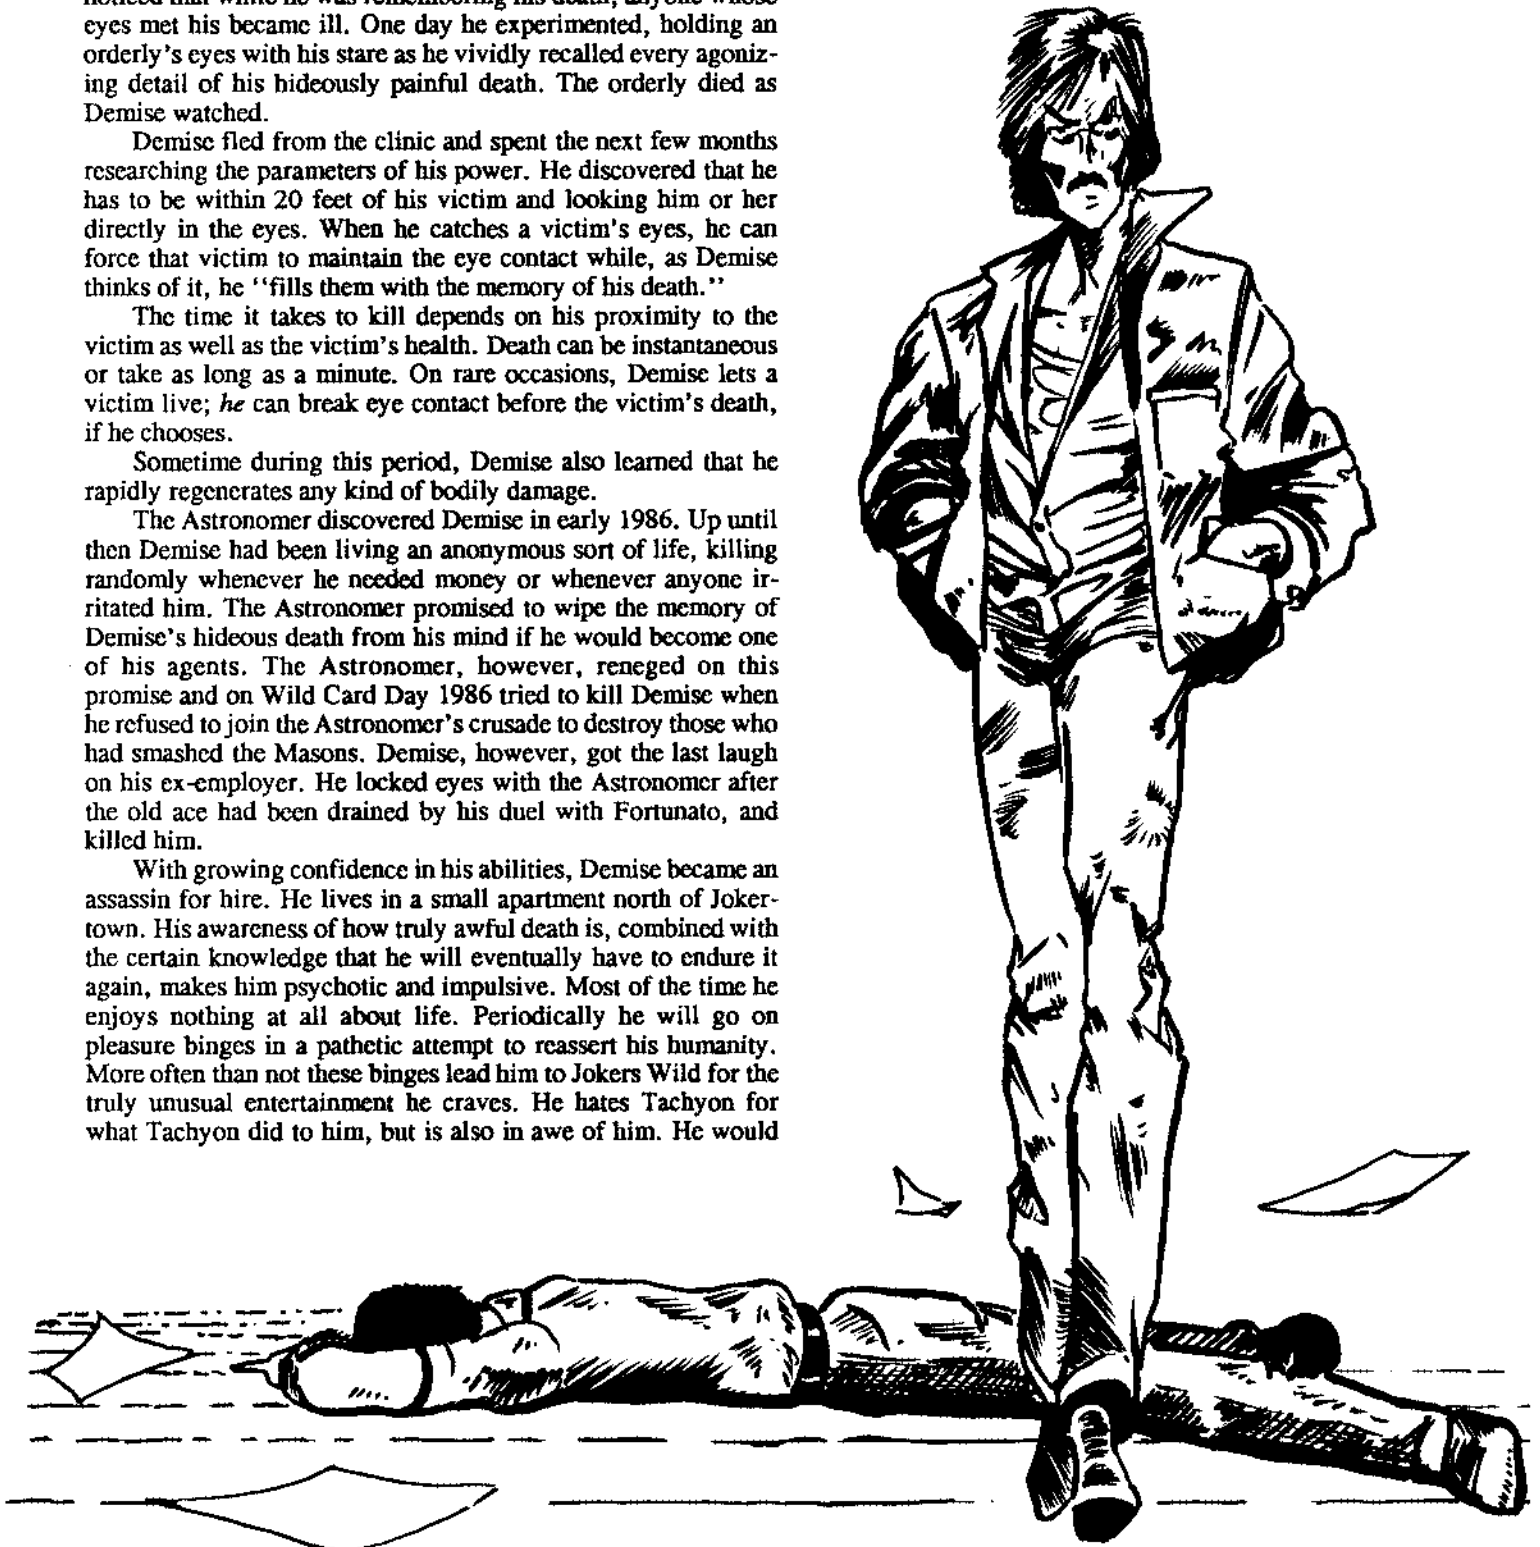 noticed that while he was remembering his death, anyone whose
eyes met his became ill. One day he experimented, holding an
orderly's eyes with his stare as he vividly recalled every agoniz-
ing detail of his hideously painful death. The orderly died as
Demise watched.
Demise fled from the clinic and spent the next few months
researching the parameters of his power. He discovered that he
has to be within 20 feet of his victim and looking him or her
directly in the eyes. When he catches a victim's eyes, he can
force that victim to maintain the eye contact while, as Demise
thinks of it, he "fills them with the memory of his death."
The time it takes to kill depends on his proximity to the
victim as well as the victim's health. Death can be instantaneous
or take as long as a minute. On rare occasions, Demise lets a
victim live; he can break eye contact before the victim's death,
if he chooses.
Sometime during this period, Demise also learned that he
rapidly regenerates any kind of bodily damage.
The Astronomer discovered Demise in early 1986. Up until
then Demise had been living an anonymous sort of life, killing
randomly whenever he needed money or whenever anyone ir-
ritated him. The Astronomer promised to wipe the memory of
Demise's hideous death from his mind if he would become one
of his agents. The Astronomer, however, reneged on this
promise and on Wild Card Day 1986 tried to kill Demise when
he refused to join the Astronomer's crusade to destroy those who
had smashed the Masons. Demise, however, got the last laugh
on his ex-employer. He locked eyes with the Astronomer after
the old ace had been drained by his duel with Fortunato, and
killed him.
With growing confidence in his abilities, Demise became an
assassin for hire. He lives in a small apartment north of Joker-
town. His awareness of how truly awful death is, combined with
the certain knowledge that he will eventually have to endure it
again, makes him psychotic and impulsive. Most of the time he
enjoys nothing at all about life. Periodically he will go on
pleasure binges in a pathetic attempt to reassert his humanity.
More often than not these binges lead him to Jokers Wild for the
truly unusual entertainment he craves. He hates Tachyon for
what Tachyon did to him, but is also in awe of him. He would